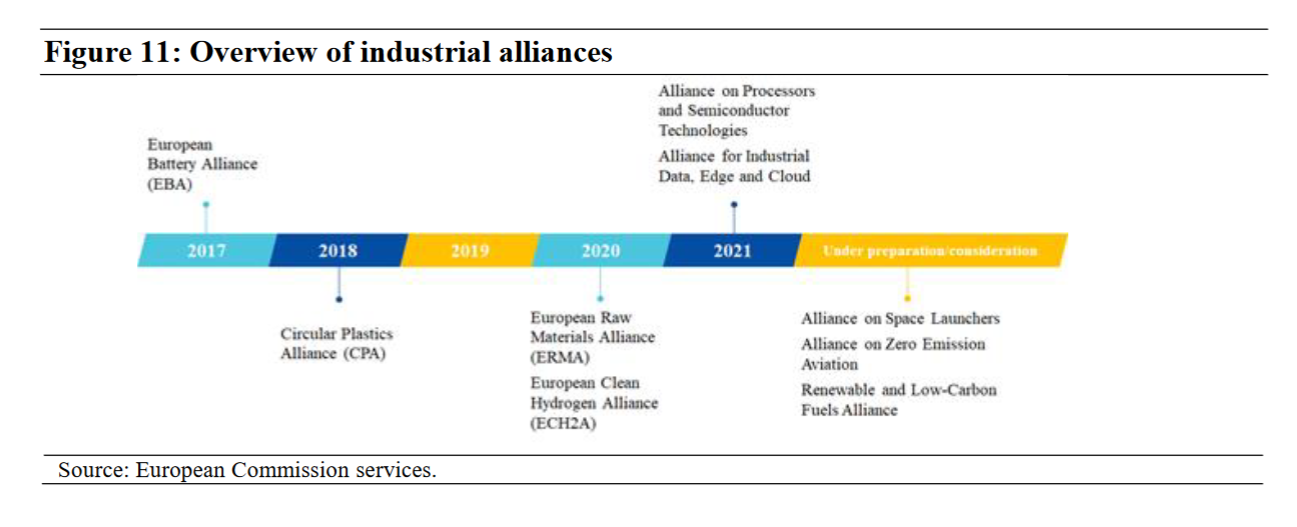 Figure 11: Overview of industrial alliances
Alliance on Processors
and Semiconductor
Technologies
Alliance for Industrial
Data, Edge and Cloud
European
Battery Alliance
(EBA)
2017
2018
2019
2020
2021
Under preparation/consideration
Circular Plastics
Alliance (CPA)
European Raw
Materials Alliance
(ERMA)
European Clean
Hydrogen Alliance
(ECH2A)
Alliance on Space Launchers
Alliance on Zero Emission
Aviation
Renewable and Low-Carbon
Fuels Alliance
Source: European Commission services.